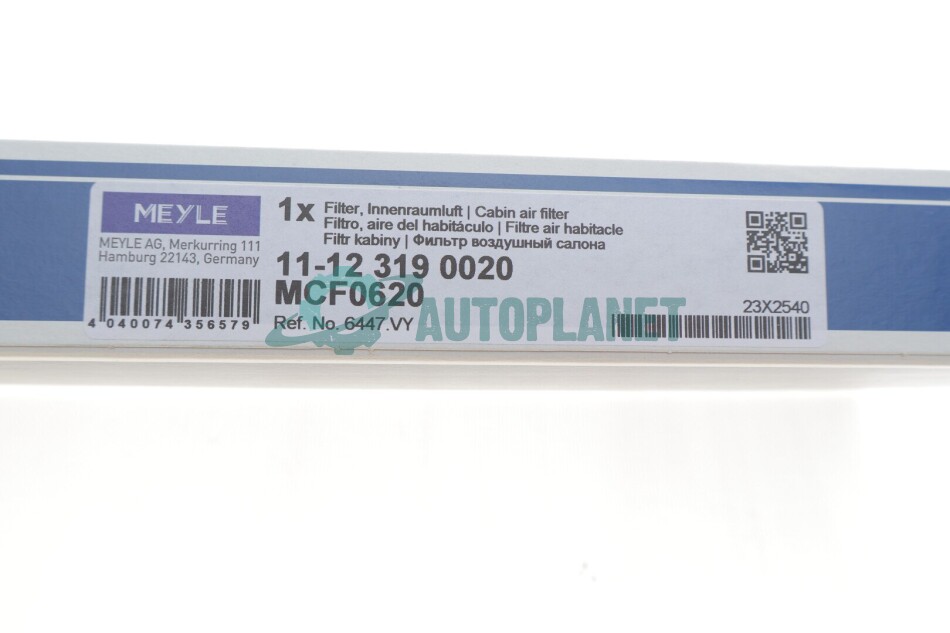 MEYLE
MEYLE AG, Merkurring 111
Hamburg 22143, Germany
4 040074 356579
1x Filter, Innenraumluft | Cabin air filter
Filtro, aire del habitáculo | Filtre air habitacle
Filtr kabiny | Фильтр воздушный салона
11-12 319 0020
MCF0620
Ref. No. 6447.VY
23X2540
AUTOPLANET